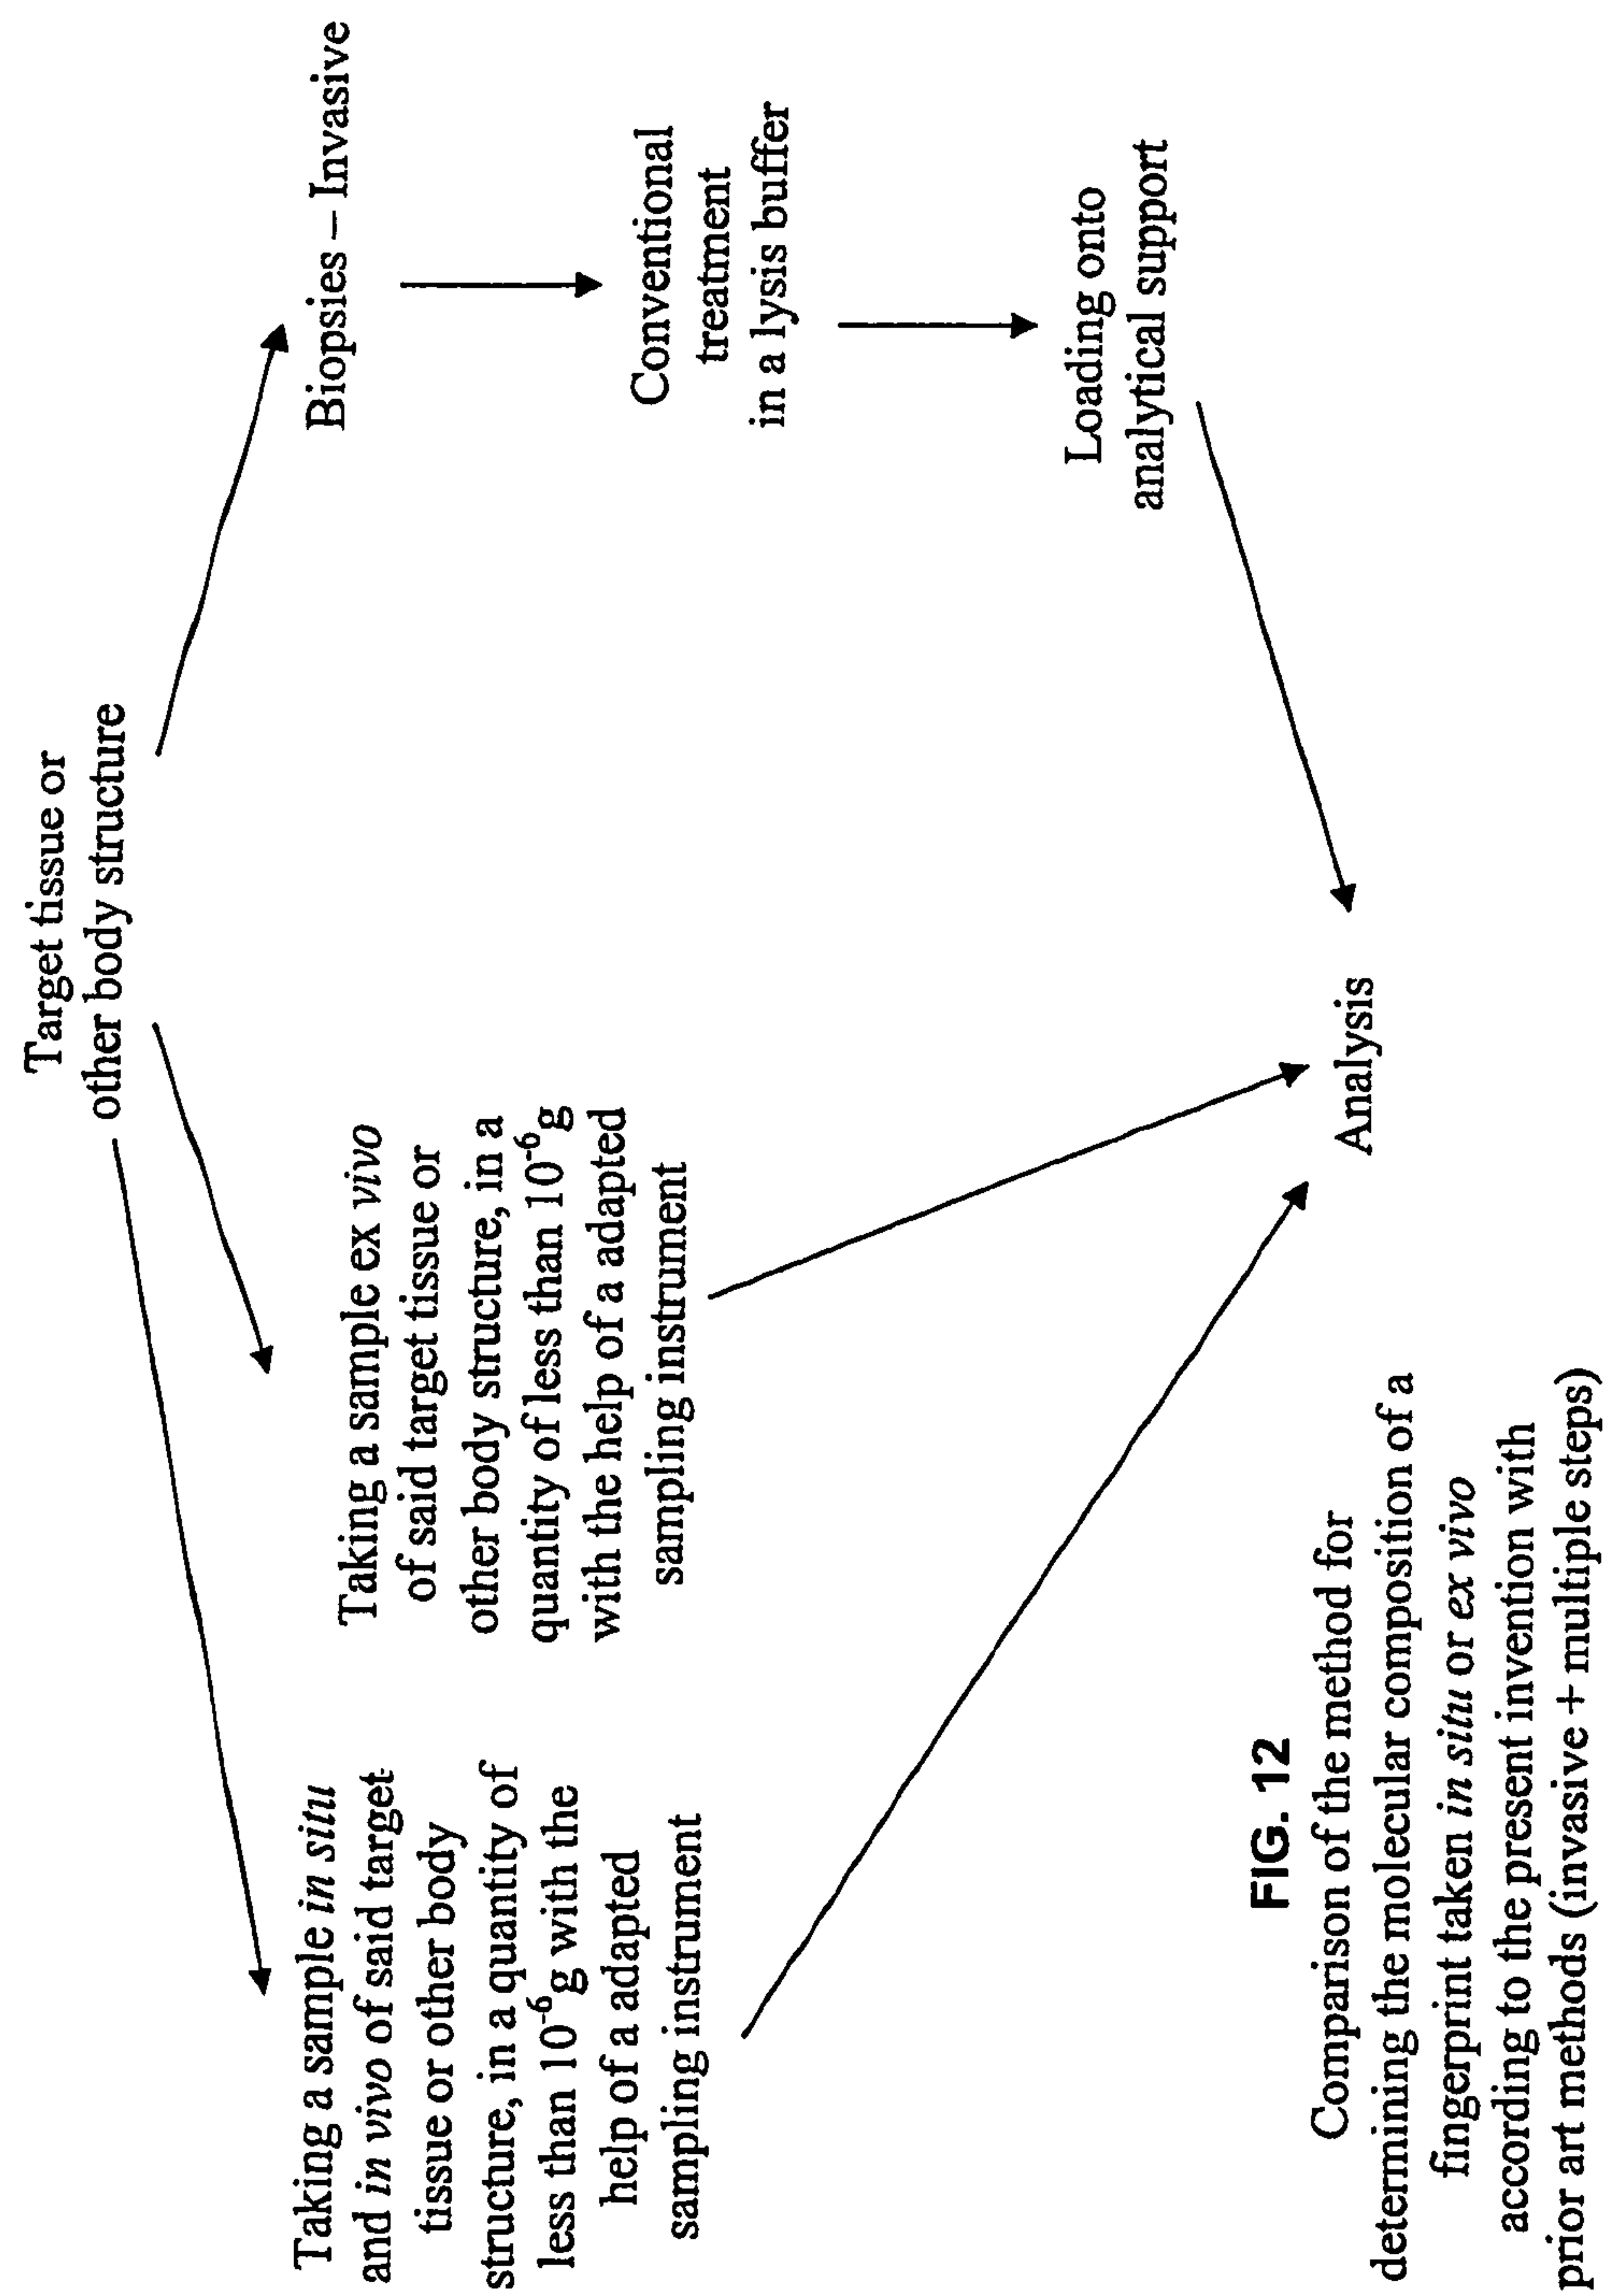 Target tissue or
other body structure
Taking a sample in situ
and in vivo of said target
tissue or other body
structure, in a quantity of
less than 10⁻⁶g with the
help of a adapted
sampling instrument
Taking a sample ex vivo
of said target tissue or
other body structure, in a
quantity of less than 10⁻⁶g
with the help of a adapted
sampling instrument
Biopsies – Invasive
Conventional
treatment
in a lysis buffer
Loading onto
analytical support
Analysis
FIG. 12
Comparison of the method for
determining the molecular composition of a
fingerprint taken in situ or ex vivo
according to the present invention with
prior art methods (invasive + multiple steps)